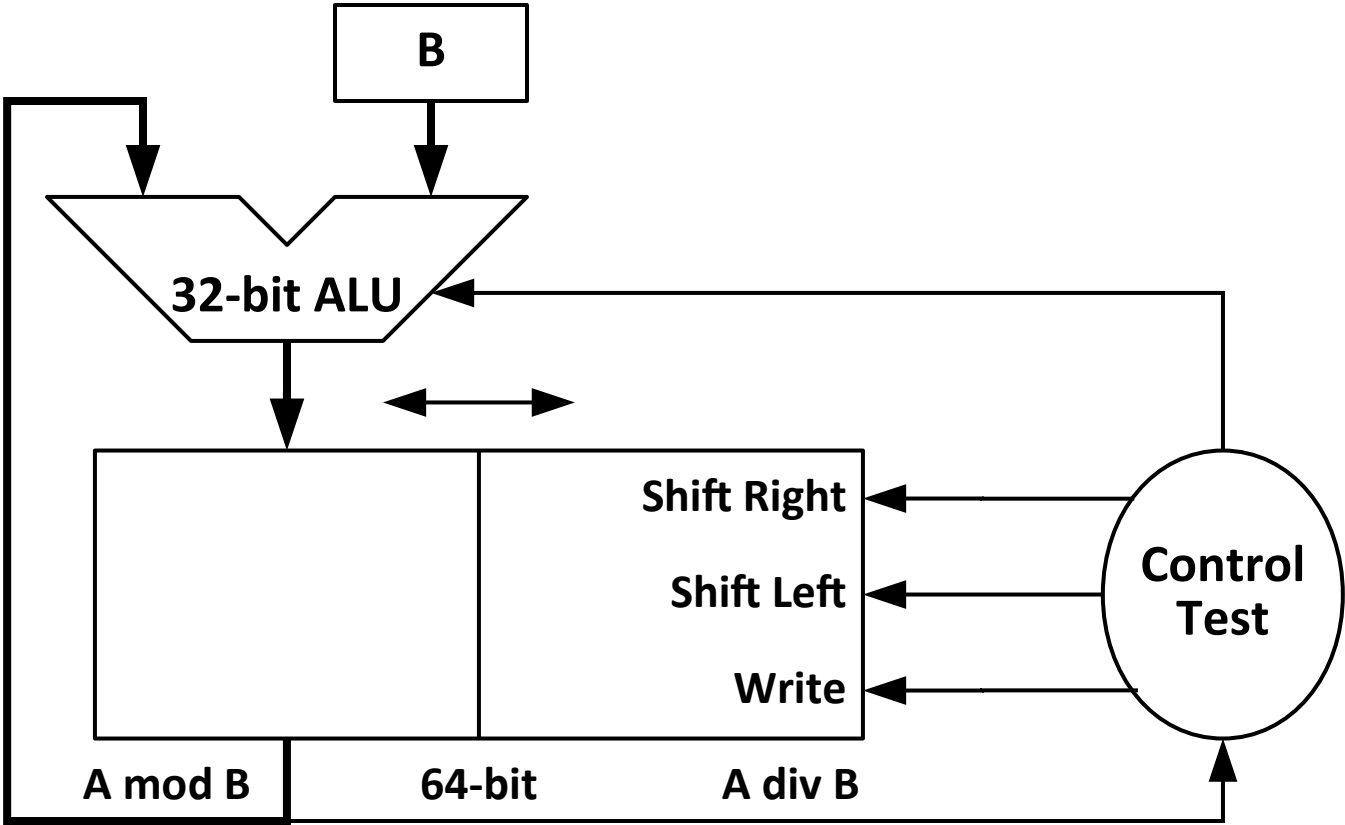 B
32-bit ALU
Shift Right
Shift Left
Write
Control
Test
A mod B
64-bit
A div B